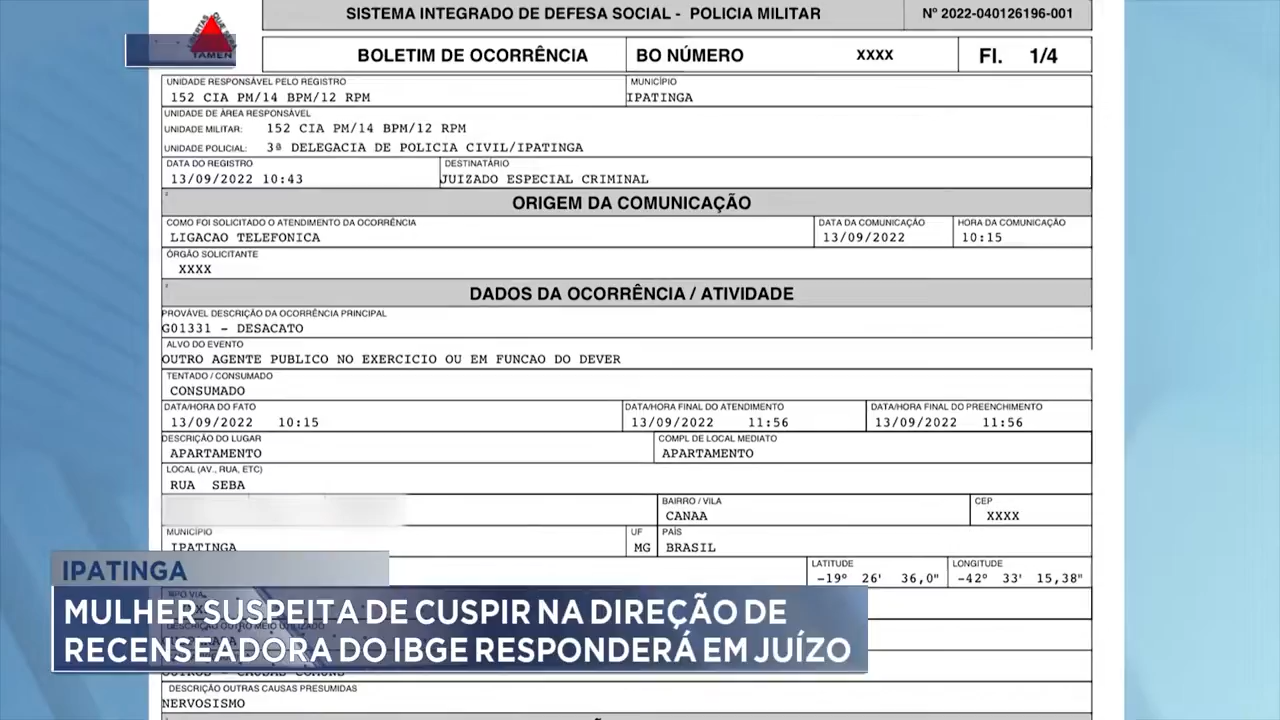 SISTEMA INTEGRADO DE DEFESA SOCIAL - POLICIA MILITAR Nº 2022-040126196-001
BOLETIM DE OCORRÊNCIA BO NÚMERO XXXX Fl. 1/4
UNIDADE RESPONSÁVEL PELO REGISTRO MUNICÍPIO
152 CIA PM/14 BPM/12 RPM IPATINGA
UNIDADE DE ÁREA RESPONSÁVEL
UNIDADE MILITAR: 152 CIA PM/14 BPM/12 RPM
UNIDADE POLICIAL: 3ª DELEGACIA DE POLICIA CIVIL/IPATINGA
DATA DO REGISTRO DESTINATÁRIO
13/09/2022 10:43 JUIZADO ESPECIAL CRIMINAL
ORIGEM DA COMUNICAÇÃO
COMO FOI SOLICITADO O ATENDIMENTO DA OCORRÊNCIA DATA DA COMUNICAÇÃO HORA DA COMUNICAÇÃO
LIGACAO TELEFONICA 13/09/2022 10:15
ÓRGÃO SOLICITANTE
XXXX
DADOS DA OCORRÊNCIA / ATIVIDADE
PROVÁVEL DESCRIÇÃO DA OCORRÊNCIA PRINCIPAL
G01331 - DESACATO
ALVO DO EVENTO
OUTRO AGENTE PUBLICO NO EXERCICIO OU EM FUNCAO DO DEVER
TENTADO / CONSUMADO
CONSUMADO
DATA/HORA DO FATO DATA/HORA FINAL DO ATENDIMENTO DATA/HORA FINAL DO PREENCHIMENTO
13/09/2022 10:15 13/09/2022 11:56 13/09/2022 11:56
DESCRIÇÃO DO LUGAR COMPL DE LOCAL MEDIATO
APARTAMENTO APARTAMENTO
LOCAL (AV., RUA, ETC)
RUA SEBA
BAIRRO / VILA CEP
CANAA XXXX
MUNICÍPIO UF PAÍS
IPATINGA MG BRASIL
LATITUDE LONGITUDE
-19º 26' 36,0" -42º 33' 15,38"
IPATINGA
MULHER SUSPEITA DE CUSPIR NA DIREÇÃO DE
RECENSEADORA DO IBGE RESPONDERÁ EM JUÍZO
OUTROS - CAUSAS COMUNS
DESCRIÇÃO OUTRAS CAUSAS PRESUMIDAS
NERVOSISMO